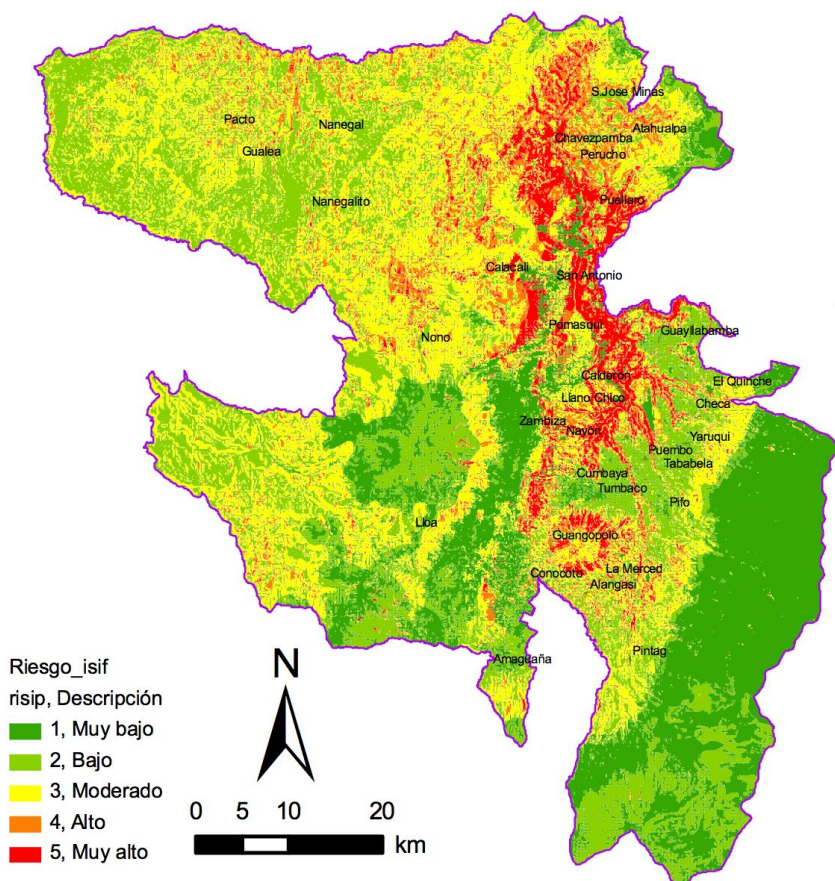 S.Jose Minas
Pacto
Nanegal
Atahualpa
Chavezpamba
Gualea
Perucho
Nanegalito
Puellaro
Calacali
San Antonio
Pomasqui
Guayllabamba
Nono
Calderon
El Quinche
Llano Chico
Checa
Zambiza
Nayon
Yaruqui
Puembo
Tababela
Cumbaya
Tumbaco
Pifo
Lloa
Guangopolo
La Merced
Conocoto
Alangasi
Pintag
Amaguaña
Riesgo_isif
risip, Descripción
1, Muy bajo
2, Bajo
3, Moderado
4, Alto
5, Muy alto
N
0 5 10 20
km